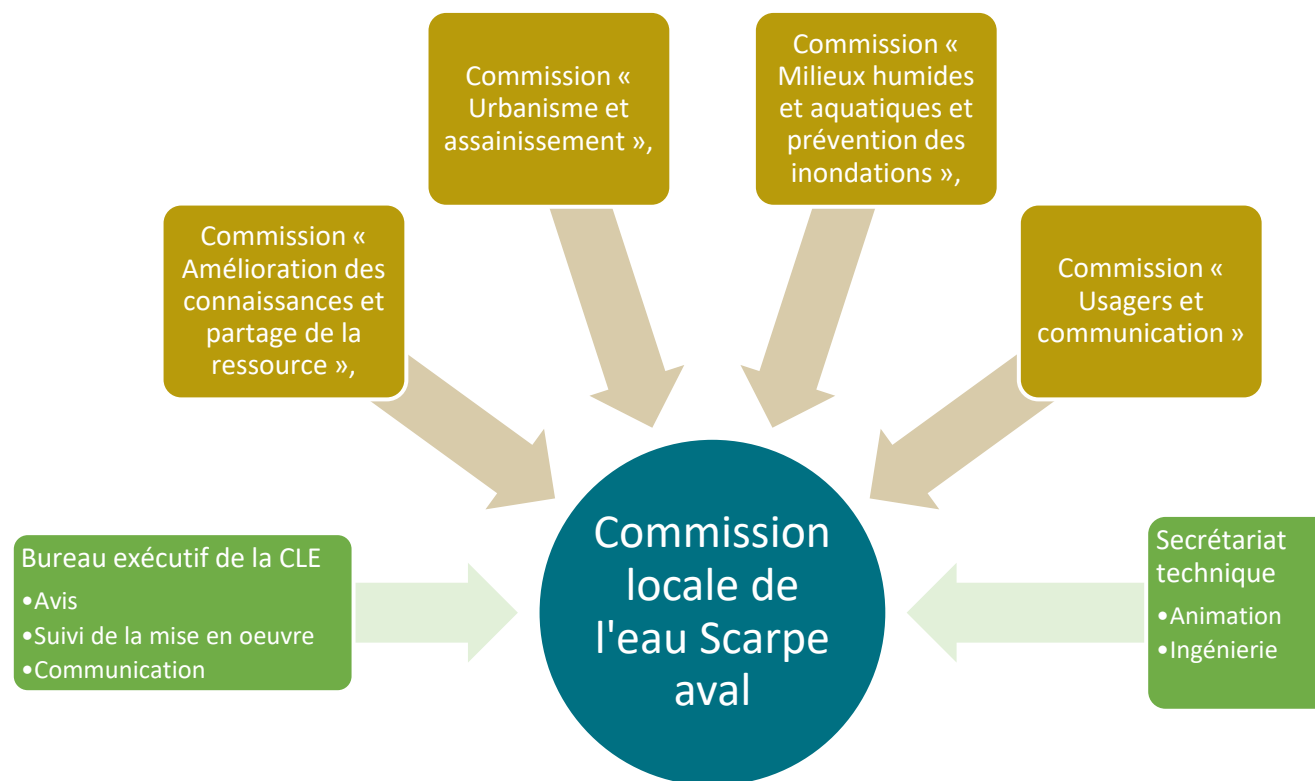 Commission «
Amélioration des
connaissances et
partage de la
ressource »,
Commission «
Urbanisme et
assainissement »,
Commission «
Milieux humides
et aquatiques et
prévention des
inondations »,
Commission «
Usagers et
communication »
Bureau exécutif de la CLE
•Avis
•Suivi de la mise en oeuvre
•Communication
Commission
locale de
l'eau Scarpe
aval
Secrétariat
technique
•Animation
•Ingénierie